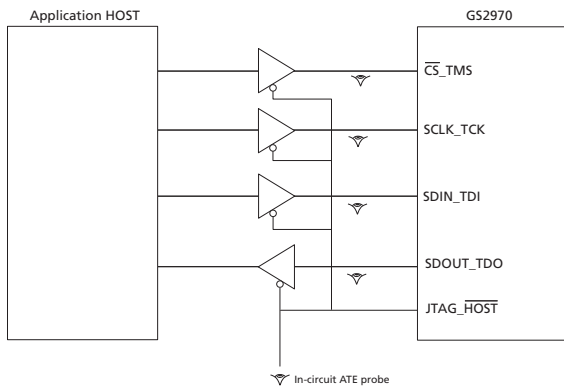 Application HOST
GS2970
CS_TMS
SCLK_TCK
SDIN_TDI
SDOUT_TDO
JTAG_HOST
In-circuit ATE probe